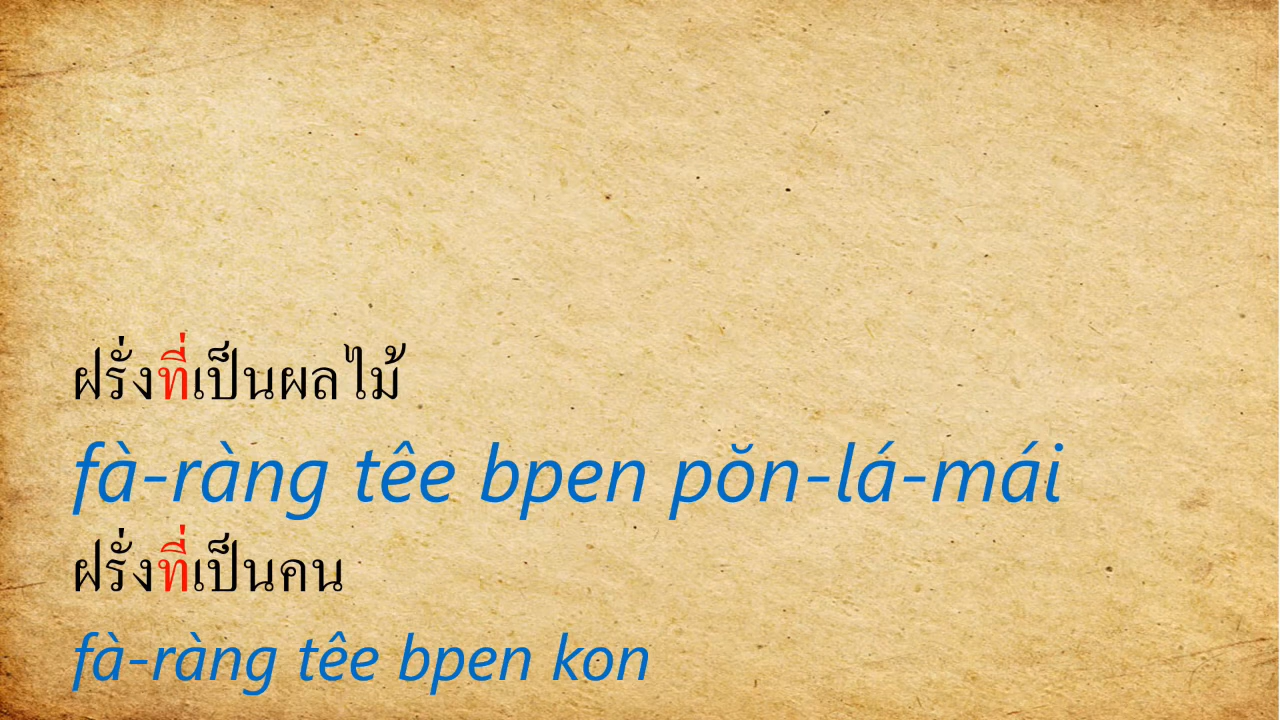 ฝรั่งที่เป็นผลไม้
fà-ràng têe bpen pŏn-lá-mái
ฝรั่งที่เป็นคน
fà-ràng têe bpen kon